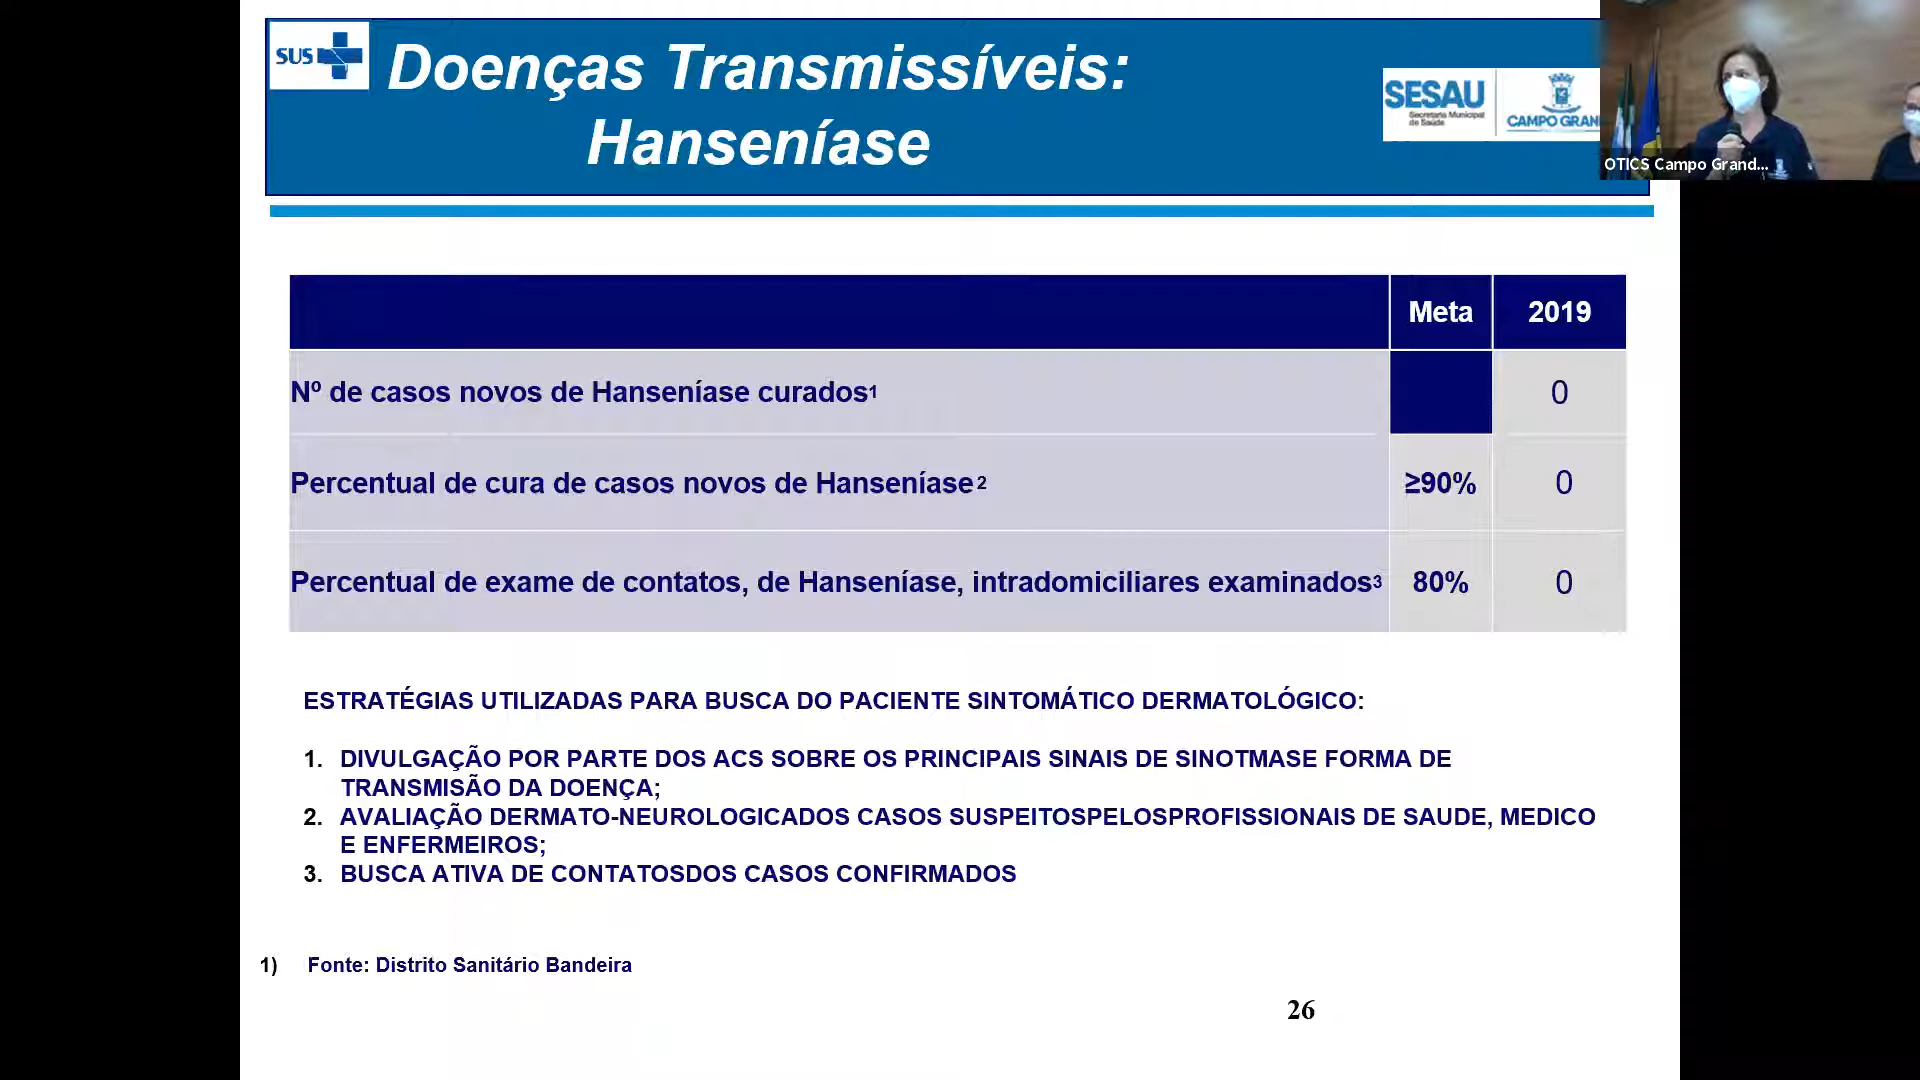 SUS
Doenças Transmissíveis:
Hanseníase
SESAU
Secretaria Municipal
de Saúde
CAMPO GRAN
OTICS Campo Grand...
Meta 2019
Nº de casos novos de Hanseníase curados1 0
Percentual de cura de casos novos de Hanseníase2 ≥90% 0
Percentual de exame de contatos, de Hanseníase, intradomiciliares examinados3 80% 0
ESTRATÉGIAS UTILIZADAS PARA BUSCA DO PACIENTE SINTOMÁTICO DERMATOLÓGICO:
1. DIVULGAÇÃO POR PARTE DOS ACS SOBRE OS PRINCIPAIS SINAIS DE SINOTMASE FORMA DE
TRANSMISÃO DA DOENÇA;
2. AVALIAÇÃO DERMATO-NEUROLOGICADOS CASOS SUSPEITOSPELOSPROFISSIONAIS DE SAUDE, MEDICO
E ENFERMEIROS;
3. BUSCA ATIVA DE CONTATOSDOS CASOS CONFIRMADOS
1) Fonte: Distrito Sanitário Bandeira
26